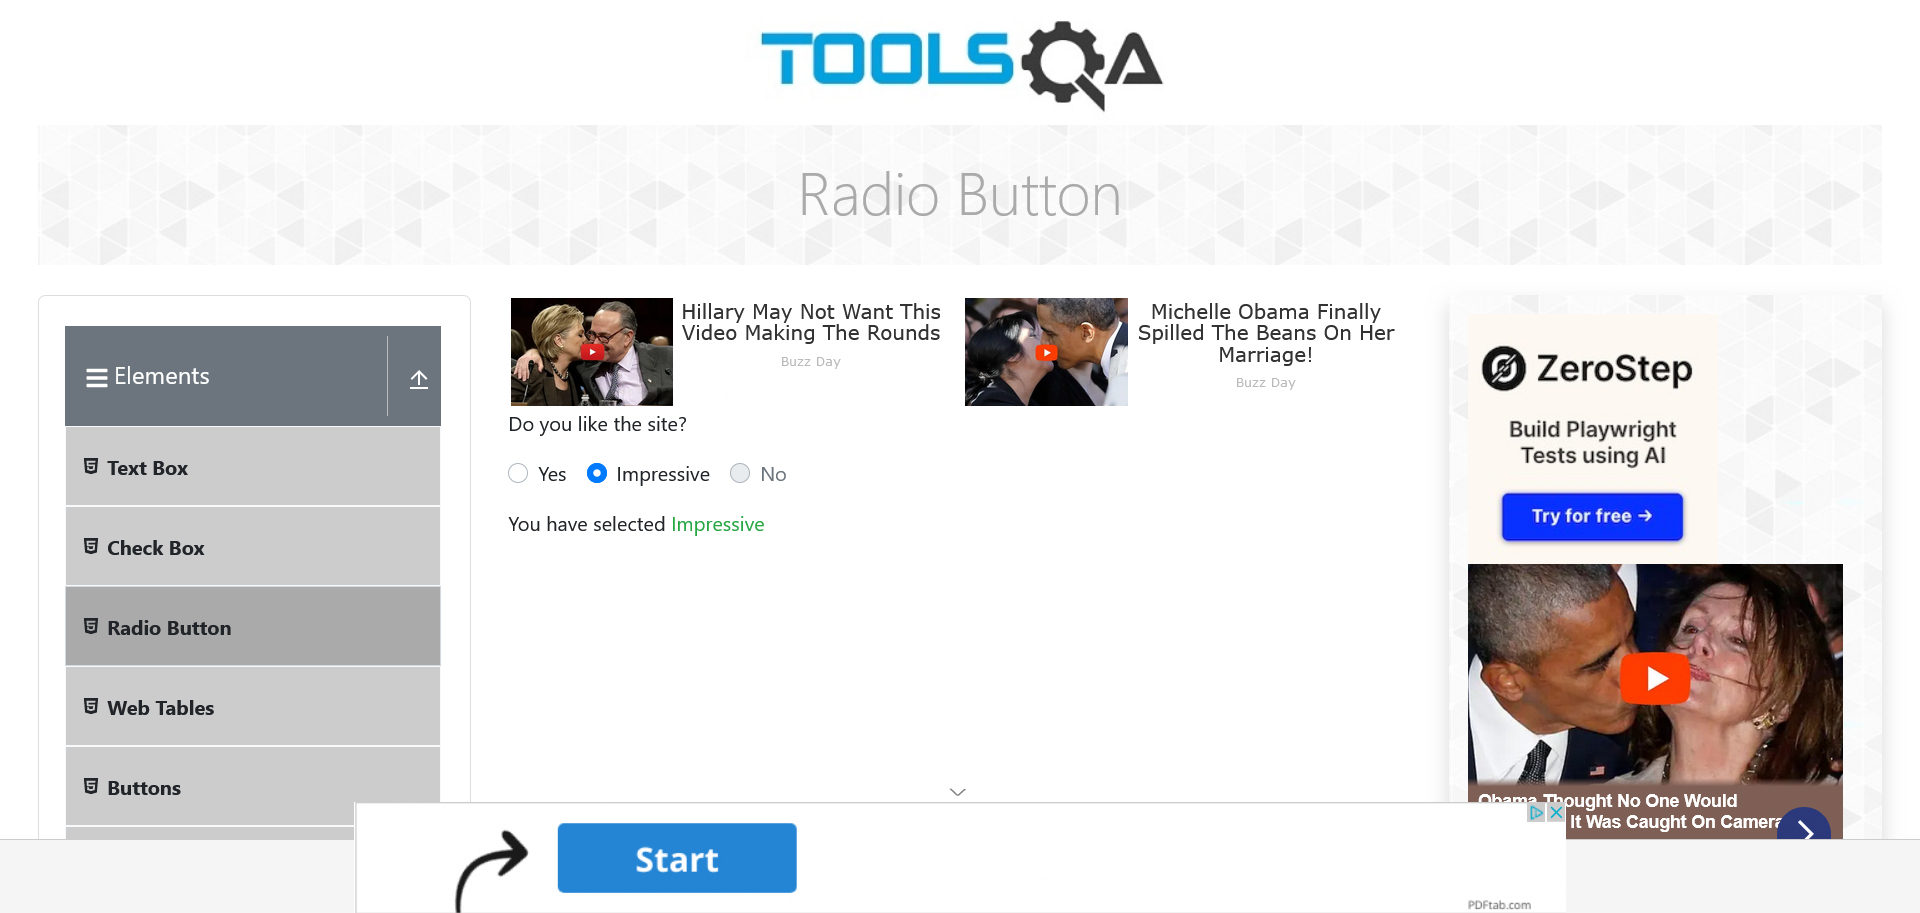 TOOLSQA
Radio Button
Elements
Text Box
Check Box
Radio Button
Web Tables
Buttons
Hillary May Not Want This
Video Making The Rounds
Buzz Day
Michelle Obama Finally
Spilled The Beans On Her
Marriage!
Buzz Day
Do you like the site?
Yes
Impressive
No
You have selected Impressive
ZeroStep
Build Playwright
Tests using AI
Try for free →
Obama Thought No One Would
It Was Caught On Camera
Start
PDFtab.com